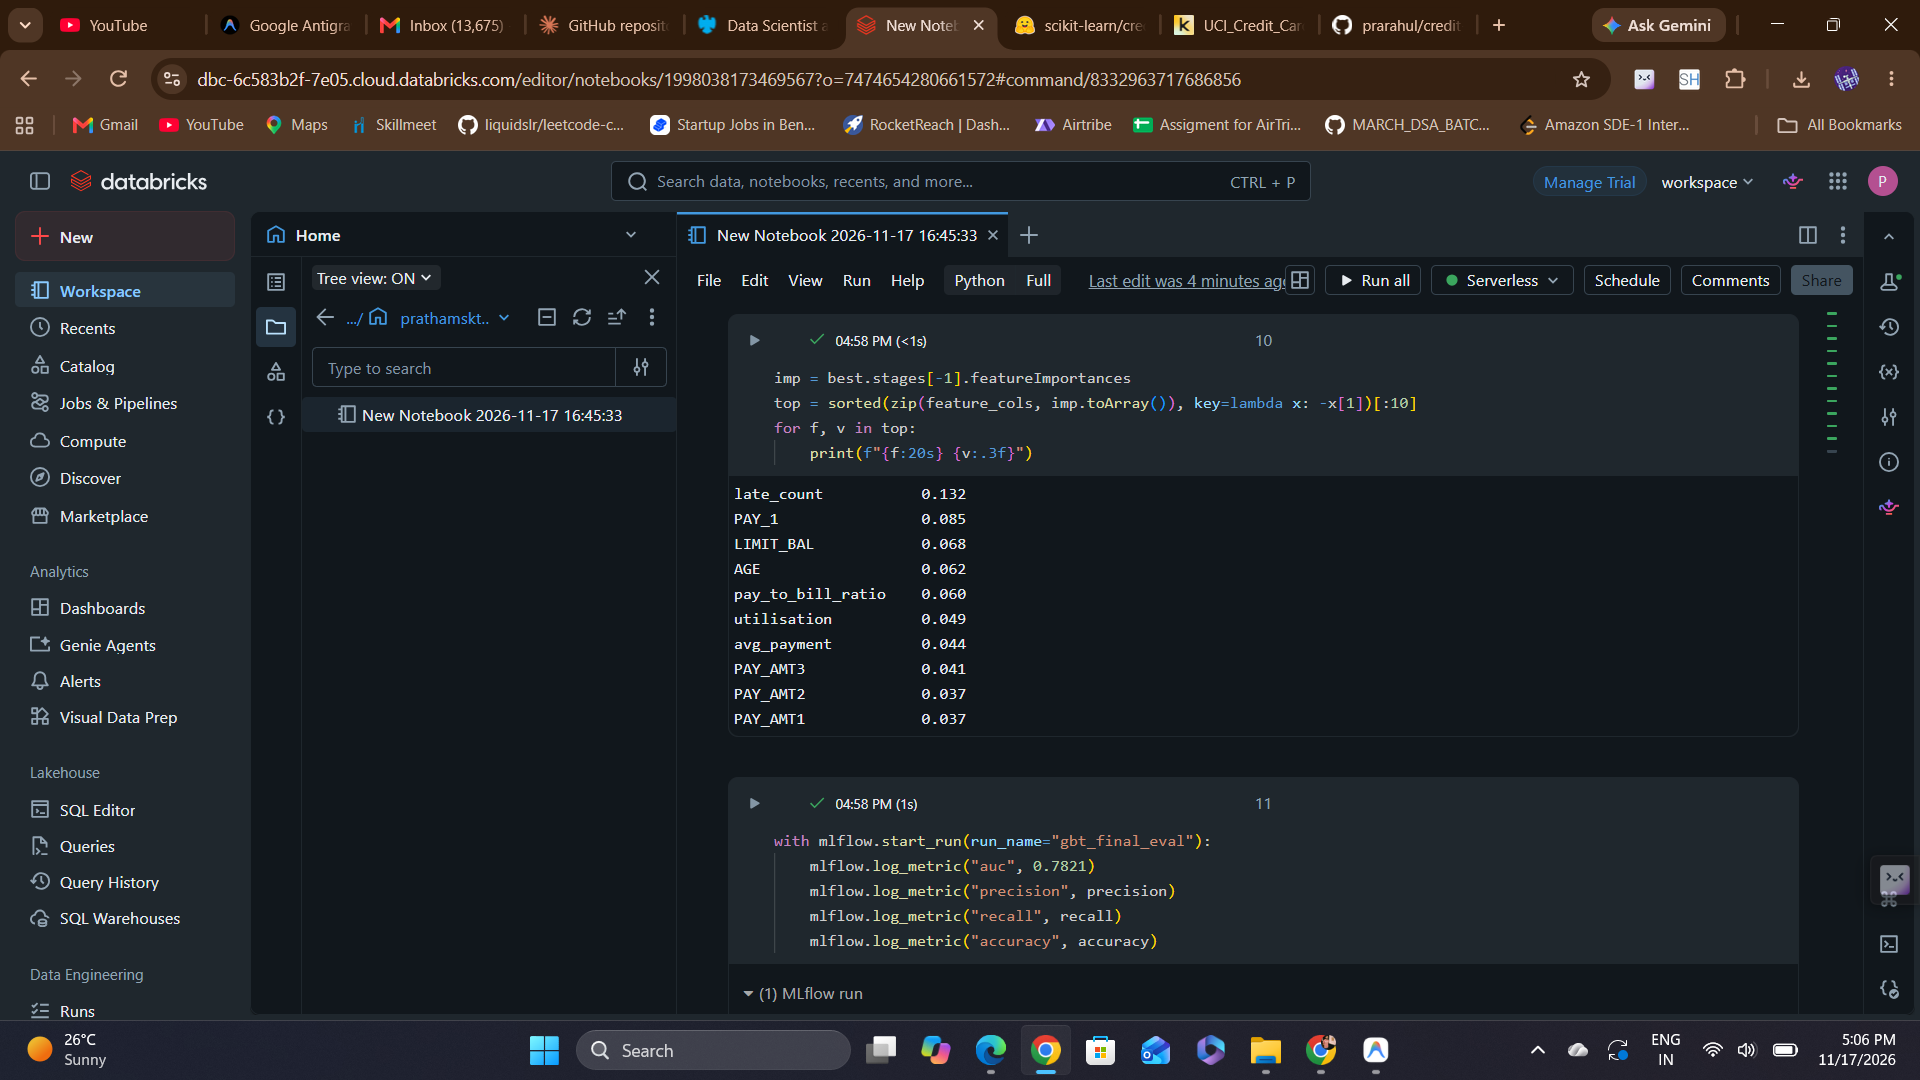 YouTube
Google Antigra
Inbox (13,675)
GitHub reposit
Data Scientist a
New Noteb
scikit-learn/cre
UCI_Credit_Car
prarahul/credit
Ask Gemini
dbc-6c583b2f-7e05.cloud.databricks.com/editor/notebooks/1998038173469567?o=7474654280661572#command/8332963717686856
SH
Gmail
YouTube
Maps
Skillmeet
liquidslr/leetcode-c...
Startup Jobs in Ben...
RocketReach | Dash...
Airtribe
Assigment for AirTri...
MARCH_DSA_BATC...
Amazon SDE-1 Inter...
All Bookmarks
databricks
Search data, notebooks, recents, and more...
CTRL + P
Manage Trial
workspace
P
New
Workspace
Recents
Catalog
Jobs & Pipelines
Compute
Discover
Marketplace
Analytics
Dashboards
Genie Agents
Alerts
Visual Data Prep
Lakehouse
SQL Editor
Queries
Query History
SQL Warehouses
Data Engineering
Runs
Home
Tree view: ON
.../
prathamskt..
Type to search
New Notebook 2026-11-17 16:45:33
New Notebook 2026-11-17 16:45:33
File Edit View Run Help
Python
Full
Last edit was 4 minutes ago
Run all
Serverless
Schedule
Comments
Share
04:58 PM (<1s)
10
imp = best.stages[-1].featureImportances
top = sorted(zip(feature_cols, imp.toArray()), key=lambda x: -x[1])[:10]
for f, v in top:
print(f"{f:20s} {v:.3f}")
late_count 0.132
PAY_1 0.085
LIMIT_BAL 0.068
AGE 0.062
pay_to_bill_ratio 0.060
utilisation 0.049
avg_payment 0.044
PAY_AMT3 0.041
PAY_AMT2 0.037
PAY_AMT1 0.037
04:58 PM (1s)
11
with mlflow.start_run(run_name="gbt_final_eval"):
mlflow.log_metric("auc", 0.7821)
mlflow.log_metric("precision", precision)
mlflow.log_metric("recall", recall)
mlflow.log_metric("accuracy", accuracy)
(1) MLflow run
26°C
Sunny
Search
ENG
IN
5:06 PM
11/17/2026